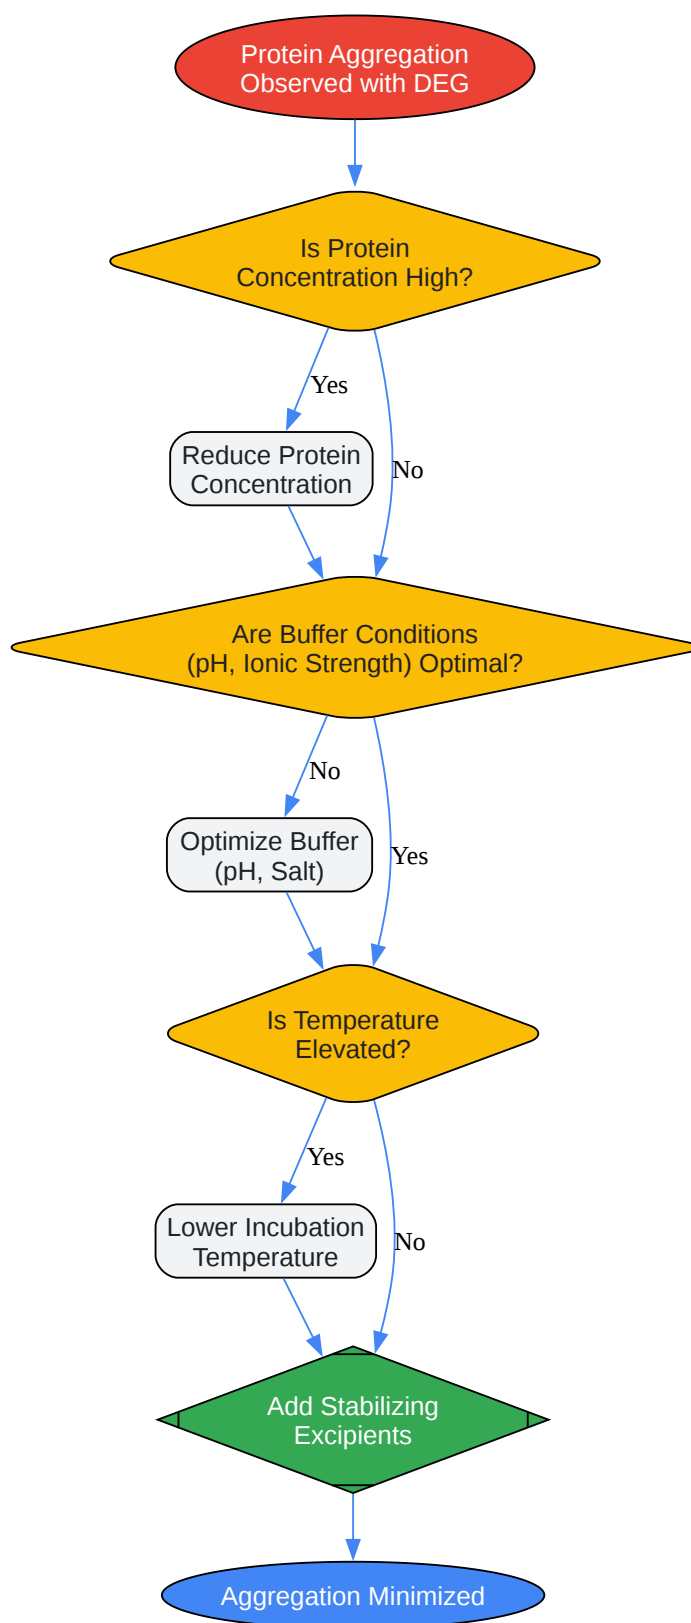 Protein Aggregation
Observed with DEG
Is Protein
Concentration High?
Yes
Reduce Protein
Concentration
No
Are Buffer Conditions
(pH, Ionic Strength) Optimal?
No
Optimize Buffer
(pH, Salt)
Yes
Is Temperature
Elevated?
Yes
Lower Incubation
Temperature
No
Add Stabilizing
Excipients
Aggregation Minimized